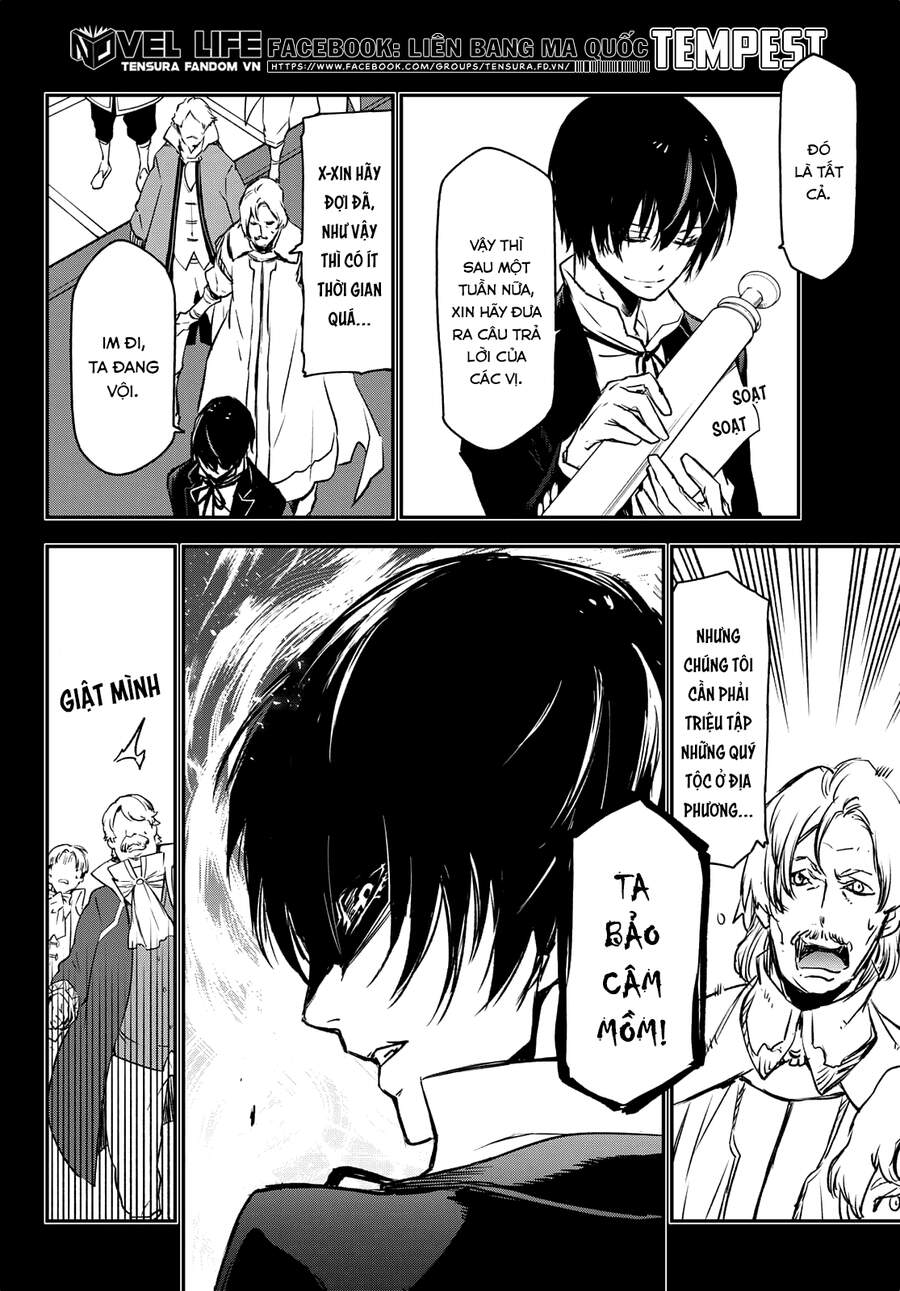 NOVEL LIFE
TENSURA FANDOM VN
FACEBOOK: LIÊN BANG MA QUỐC
HTTPS://WWW.FACEBOOK.COM/GROUPS/TENSURA.FD.VN/
TEMPEST
ĐÓ
LÀ TẤT
CẢ.
VẬY THÌ
SAU MỘT
TUẦN NỮA,
XIN HÃY ĐƯA
RA CÂU TRẢ
LỜI CỦA
CÁC VỊ.
SOẠT
SOẠT
X-XIN HÃY
ĐỢI ĐÃ,
NHƯ VẬY
THÌ CÓ ÍT
THỜI GIAN
QUÁ...
IM ĐI,
TA ĐANG
VỘI.
NHƯNG
CHÚNG TÔI
CẦN PHẢI
TRIỆU TẬP
NHỮNG QUÝ
TỘC Ở ĐỊA
PHƯƠNG...
TA
BẢO
CÂM
MỒM!
GIẬT MÌNH